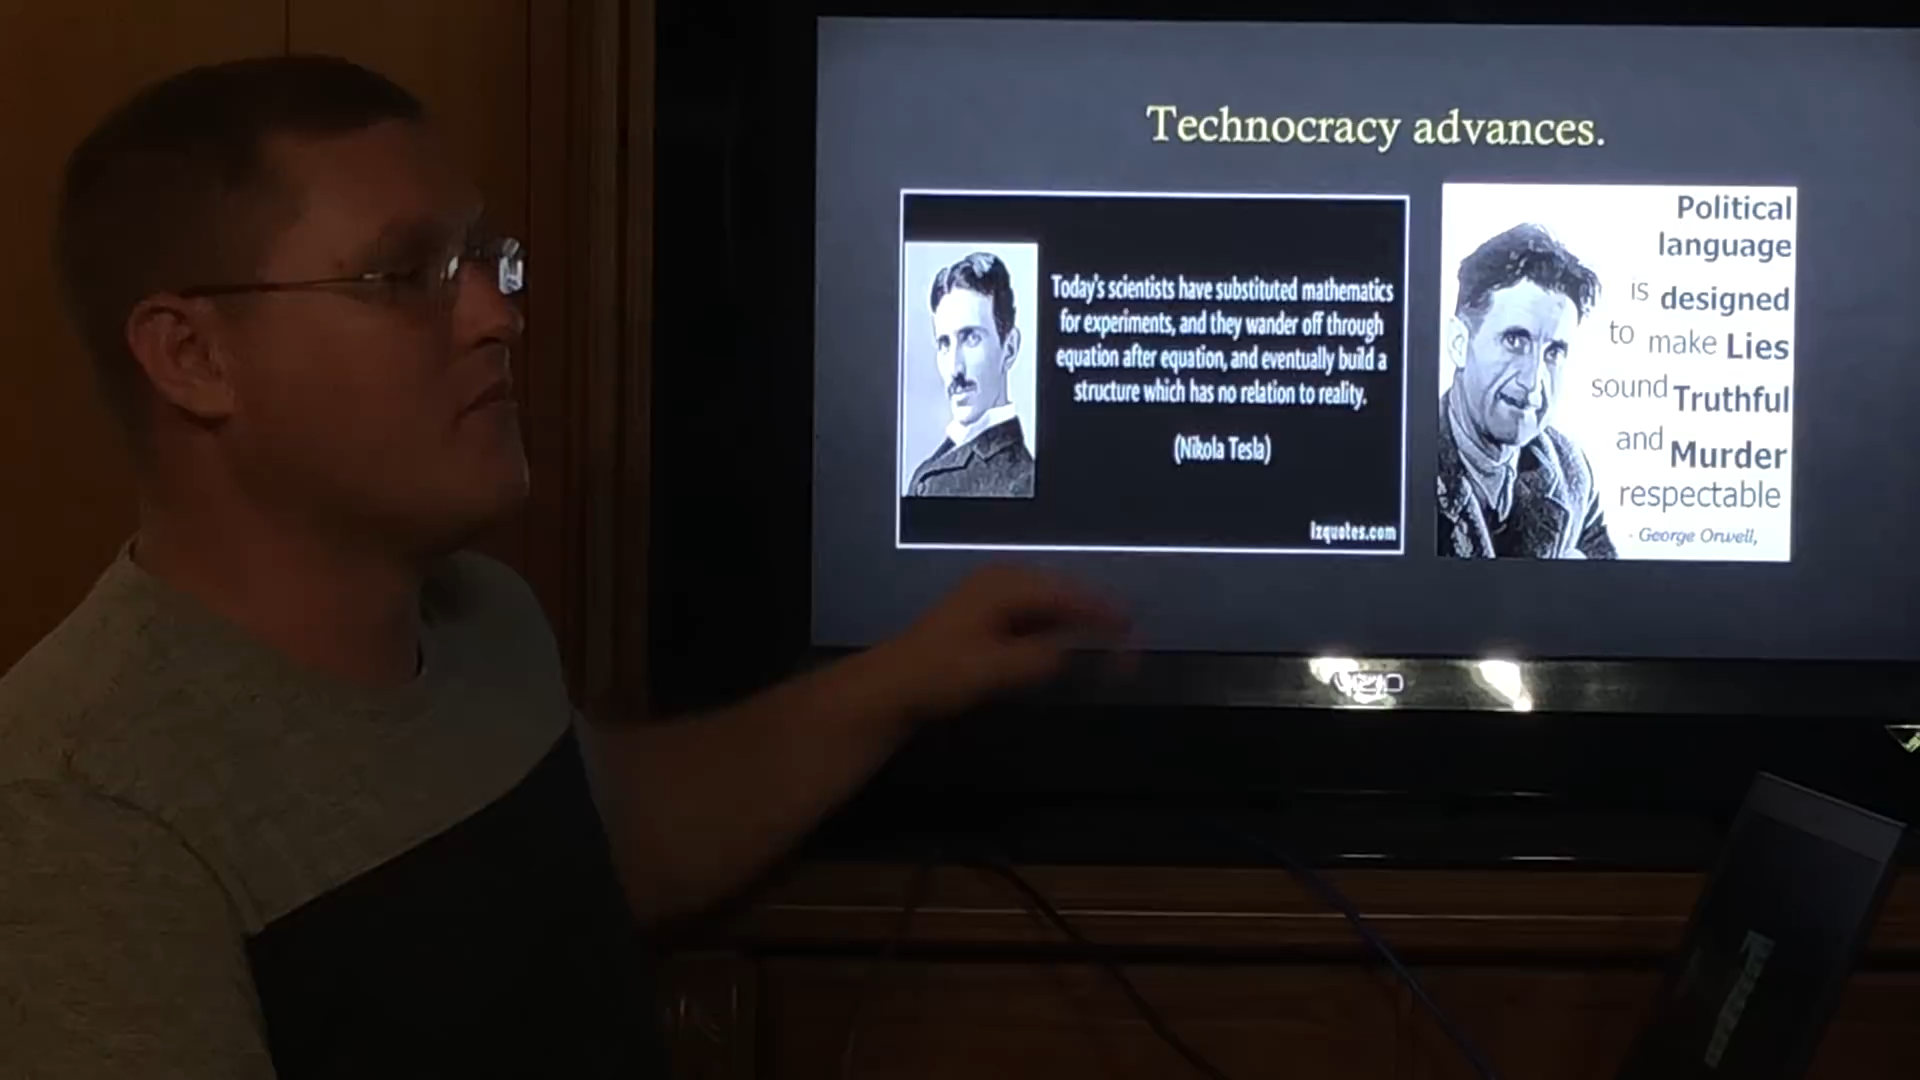 Technocracy advances.
Today's scientists have substituted mathematics
for experiments, and they wander off through
equation after equation, and eventually build a
structure which has no relation to reality.
(Nikola Tesla)
Izquotes.com
Political
language
is designed
to make Lies
sound Truthful
and Murder
respectable
- George Orwell,
VIZIO